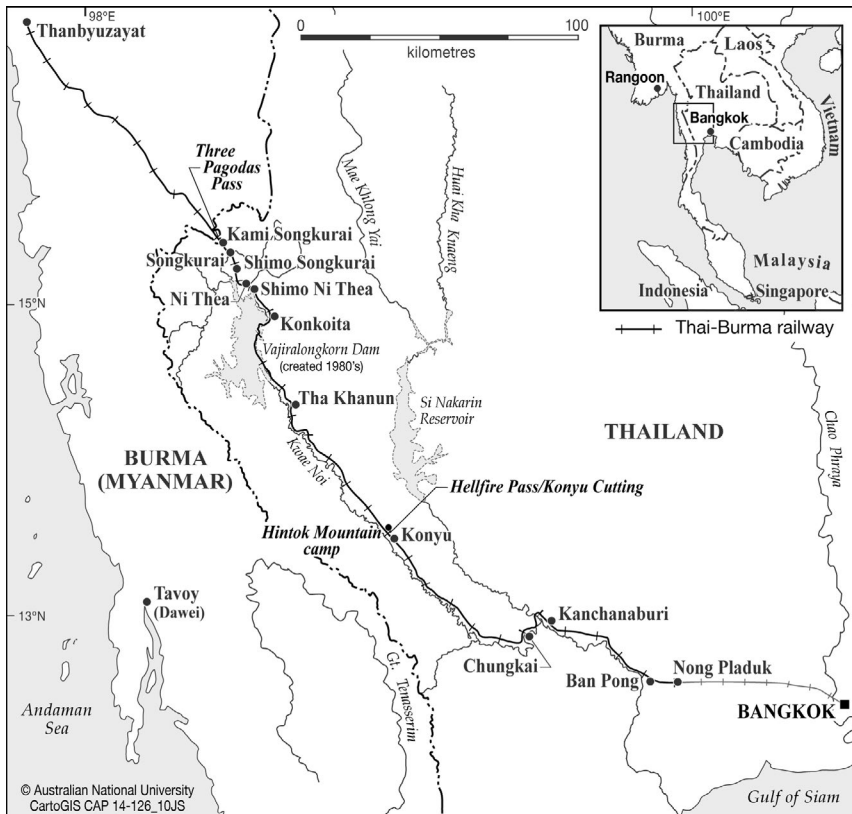 98°E
Thanbyuzayat
0
100
kilometres
100°E
Burma
Laos
Rangoon
Thailand
Vietnam
Bangkok
Cambodia
Malaysia
Indonesia
Singapore
Thai-Burma railway
Three
Pagodas
Pass
Mae Khlong Yai
Huai Kha Knaeng
Kami Songkurai
Songkurai
Shimo Songkurai
Ni Thea
Shimo Ni Thea
15°N
Konkoita
Vajiralongkorn Dam
(created 1980's)
Tha Khanun
Si Nakarin
Reservoir
THAILAND
Chao Phraya
Kwae Noi
BURMA
(MYANMAR)
Hellfire Pass/Konyu Cutting
Hintok Mountain
camp
Konyu
Tavoy
(Dawei)
13°N
Kanchanaburi
Chungkai
Ban Pong
Nong Pladuk
Gt. Tenasserim
BANGKOK
Andaman
Sea
Gulf of Siam
© Australian National University
CartoGIS CAP 14-126_10JS